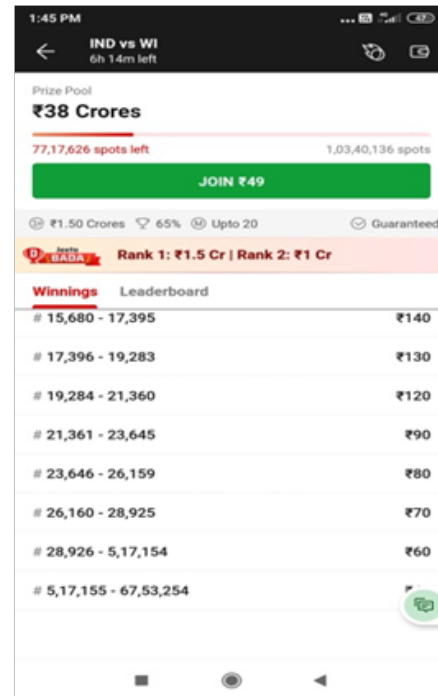 1:45 PM
... 42
IND vs WI
6h 14m left
Prize Pool
₹38 Crores
77,17,626 spots left 1,03,40,136 spots
JOIN ₹49
₹1.50 Crores 65% M Upto 20 Guaranteed
D Jeeto BADA Rank 1: ₹1.5 Cr | Rank 2: ₹1 Cr
Winnings Leaderboard
# 15,680 - 17,395 ₹140
# 17,396 - 19,283 ₹130
# 19,284 - 21,360 ₹120
# 21,361 - 23,645 ₹90
# 23,646 - 26,159 ₹80
# 26,160 - 28,925 ₹70
# 28,926 - 5,17,154 ₹60
# 5,17,155 - 67,53,254